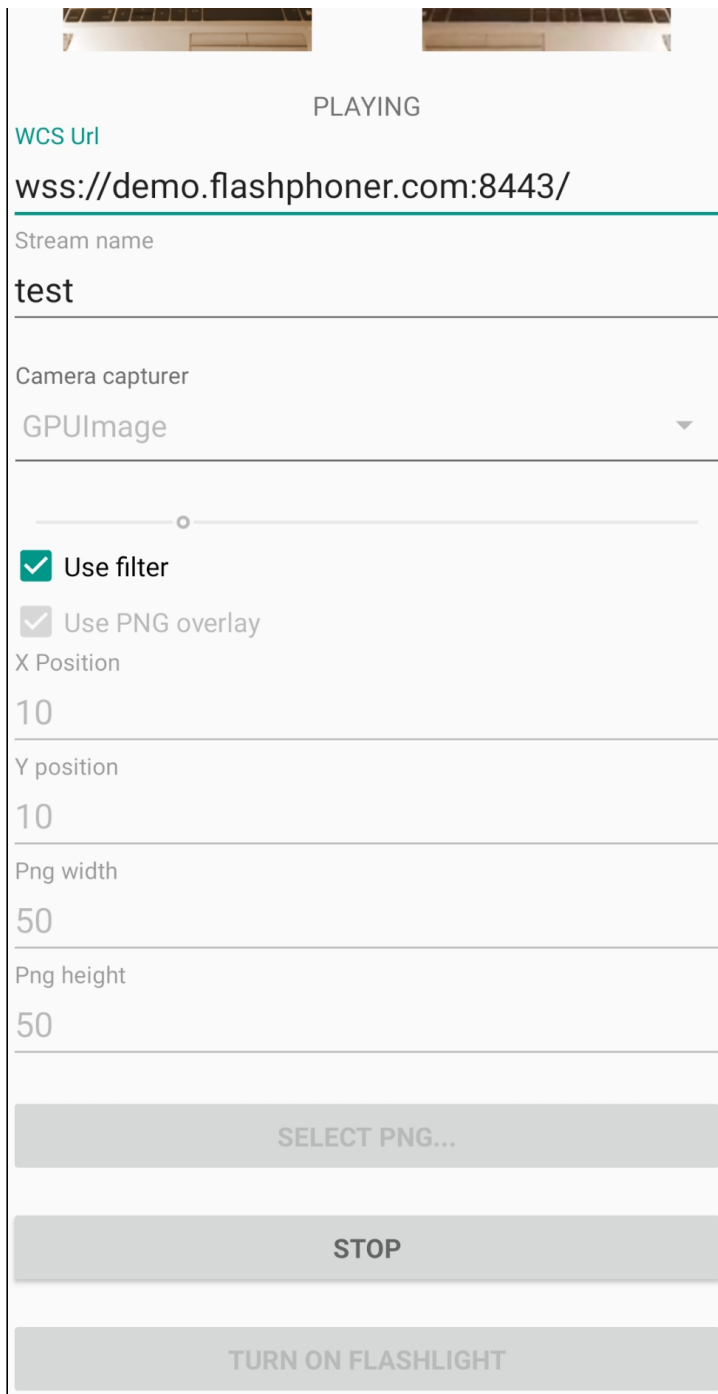 PLAYING
WCS Url
wss://demo.flashphoner.com:8443/
Stream name
test
Camera capturer
GPUImage
Use filter
Use PNG overlay
X Position
10
Y position
10
Png width
50
Png height
50
SELECT PNG...
STOP
TURN ON FLASHLIGHT